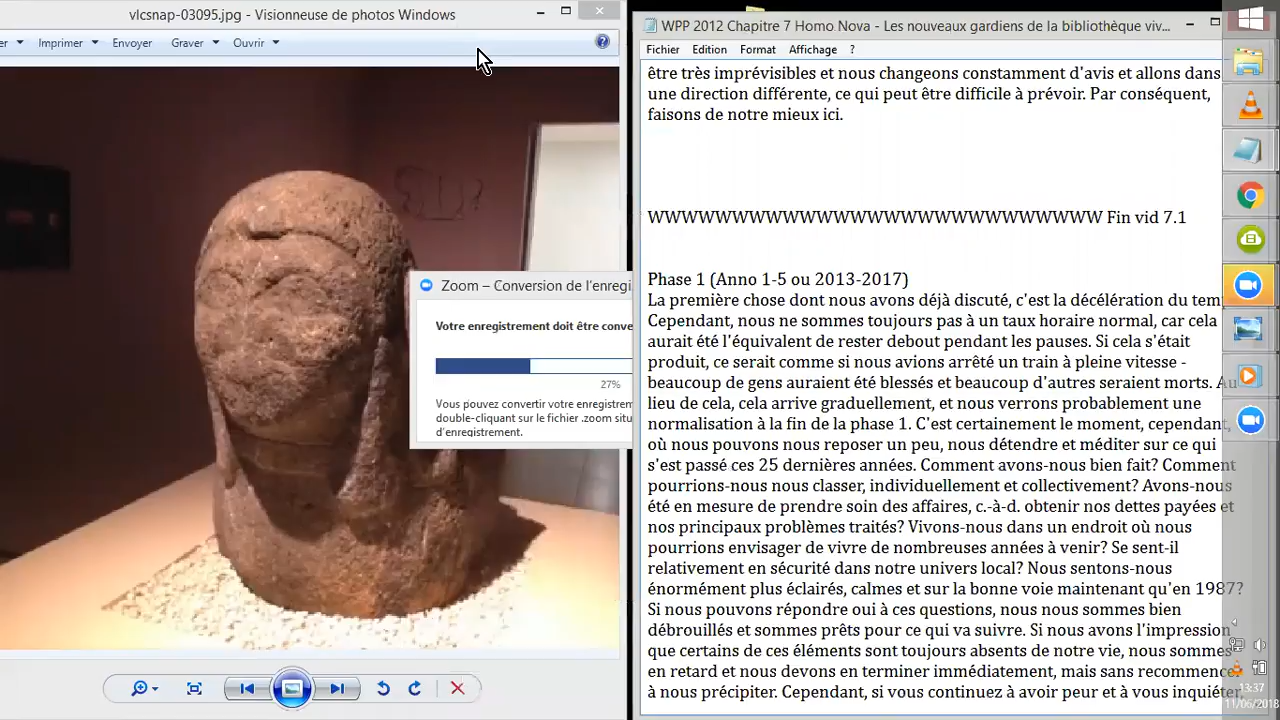 vlcsnap-03095.jpg - Visionneuse de photos Windows
er
Imprimer
Envoyer
Graver
Ouvrir
Zoom – Conversion de l'enregi
Votre enregistrement doit être conve
27%
Vous pouvez convertir votre enregistrem
double-cliquant sur le fichier .zoom situ
d'enregistrement.
WPP 2012 Chapitre 7 Homo Nova - Les nouveaux gardiens de la bibliothèque viv...
Fichier Edition Format Affichage ?
être très imprévisibles et nous changeons constamment d'avis et allons dans
une direction différente, ce qui peut être difficile à prévoir. Par conséquent,
faisons de notre mieux ici.
WWWWWWWWWWWWWWWWWWWWWWWWWWW Fin vid 7.1
Phase 1 (Anno 1-5 ou 2013-2017)
La première chose dont nous avons déjà discuté, c'est la décélération du tem
Cependant, nous ne sommes toujours pas à un taux horaire normal, car cela
aurait été l'équivalent de rester debout pendant les pauses. Si cela s'était
produit, ce serait comme si nous avions arrêté un train à pleine vitesse -
beaucoup de gens auraient été blessés et beaucoup d'autres seraient morts. Au
lieu de cela, cela arrive graduellement, et nous verrons probablement une
normalisation à la fin de la phase 1. C'est certainement le moment, cependant,
où nous pouvons nous reposer un peu, nous détendre et méditer sur ce qui
s'est passé ces 25 dernières années. Comment avons-nous bien fait? Comment
pourrions-nous nous classer, individuellement et collectivement? Avons-nous
été en mesure de prendre soin des affaires, c.-à-d. obtenir nos dettes payées et
nos principaux problèmes traités? Vivons-nous dans un endroit où nous
pourrions envisager de vivre de nombreuses années à venir? Se sent-il
relativement en sécurité dans notre univers local? Nous sentons-nous
énormément plus éclairés, calmes et sur la bonne voie maintenant qu'en 1987?
Si nous pouvons répondre oui à ces questions, nous nous sommes bien
débrouillés et sommes prêts pour ce qui va suivre. Si nous avons l'impression
que certains de ces éléments sont toujours absents de notre vie, nous sommes
en retard et nous devons en terminer immédiatement, mais sans recommence
à nous précipiter. Cependant, si vous continuez à avoir peur et à vous inquiéter
13:37
11/06/2018